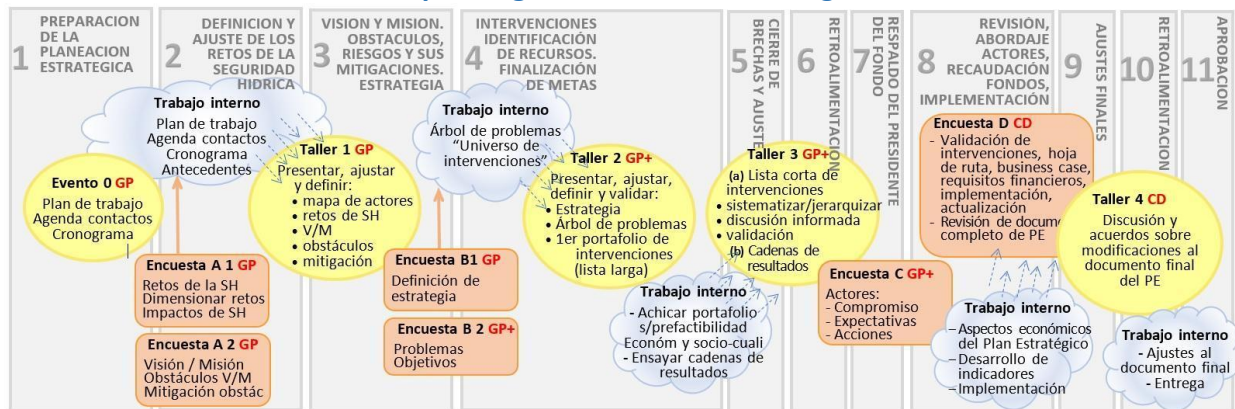 1
PREPARACION
DE LA
PLANEACION
ESTRATEGICA
2
DEFINICION Y
AJUSTE DE LOS
RETOS DE LA
SEGURIDAD
HIDRICA
3
VISION Y MISION.
OBSTACULOS,
RIESGOS Y SUS
MITIGACIONES.
ESTRATEGIA
4
INTERVENCIONES
IDENTIFICACIÓN
DE RECURSOS.
FINALIZACIÓN
DE METAS
5
CIERRE DE
BRECHAS Y AJUSTE
6
RETROALIMENTACION
7
RESPALDO DEL PRESIDENTE
DEL FONDO
8
REVISIÓN,
ABORDAJE
ACTORES,
RECAUDACIÓN
FONDOS,
IMPLEMENTACIÓN
9
AJUSTES FINALES
10
RETROALIMENTACION
11
APROBACION
Evento 0 GP
Plan de trabajo
Agenda contactos
Cronograma
Trabajo interno
Plan de trabajo
Agenda contactos
Cronograma
Antecedentes
Encuesta A 1 GP
Retos de la SH
Dimensionar retos
Impactos de SH
Encuesta A 2 GP
Visión / Misión
Obstáculos V/M
Mitigación obstác
Taller 1 GP
Presentar, ajustar
y definir:
• mapa de actores
• retos de SH
• V/M
• obstáculos
• mitigación
Trabajo interno
Árbol de problemas
"Universo de
intervenciones"
Encuesta B1 GP
Definición de
estrategia
Encuesta B 2 GP+
Problemas
Objetivos
Taller 2 GP+
Presentar, ajustar,
definir y validar:
• Estrategia
• Árbol de problemas
• 1er portafolio de
intervenciones
(lista larga)
Taller 3 GP+
(a) Lista corta de
intervenciones
• sistematizar/jerarquizar
• discusión informada
• validación
(b) Cadenas de
resultados
Trabajo interno
- Achicar portafolio
s/prefactibilidad
Económ y socio-cuali
- Ensayar cadenas de
resultados
Encuesta C GP+
Actores:
- Compromiso
- Expectativas
- Acciones
Encuesta D CD
- Validación de
intervenciones, hoja
de ruta, business case,
requisitos financieros,
implementación,
actualización
- Revisión de docume
completo de PE
Trabajo interno
– Aspectos económicos
del Plan Estratégico
– Desarrollo de
indicadores
– Implementación
Taller 4 CD
Discusión y
acuerdos sobre
modificaciones al
documento final
del PE
Trabajo interno
- Ajustes al
documento final
- Entrega